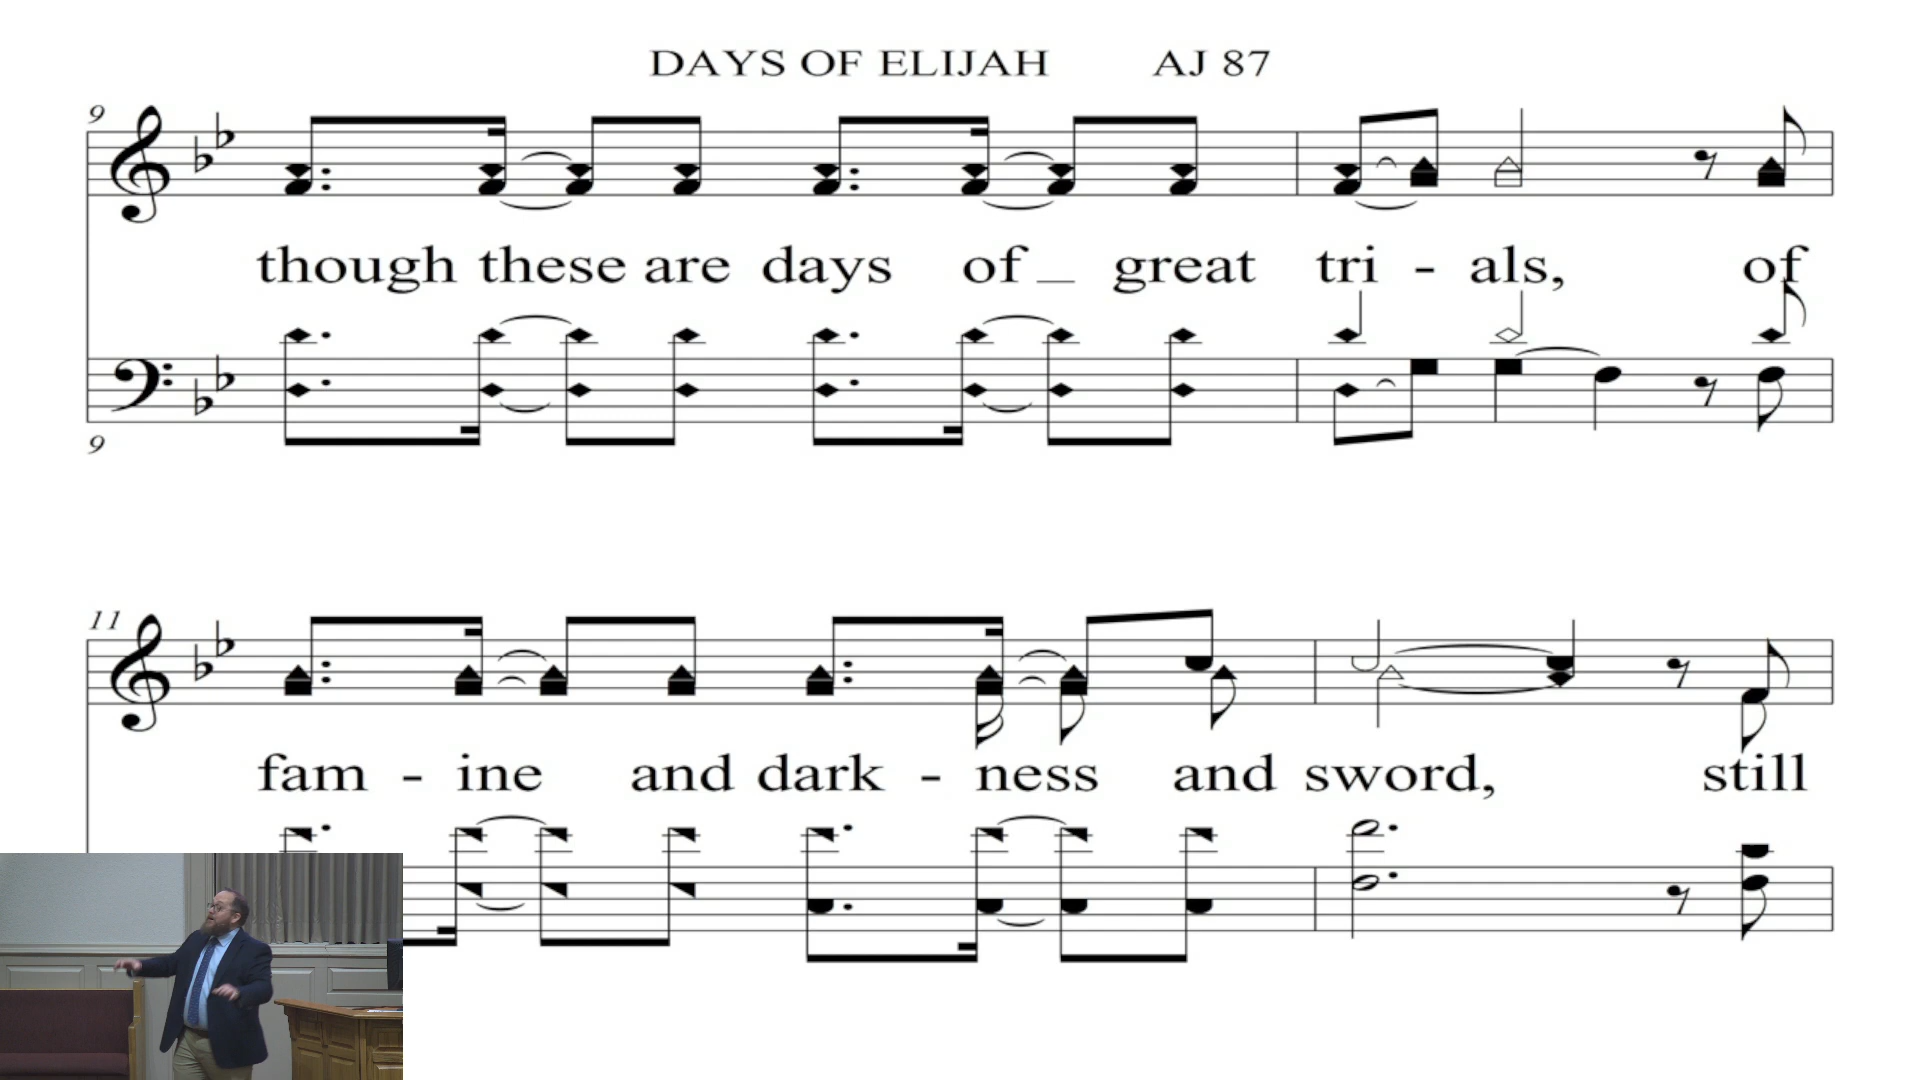 DAYS OF ELIJAH AJ 87
9
though these are days of great tri - als, of
9
11
fam - ine and dark - ness and sword, still